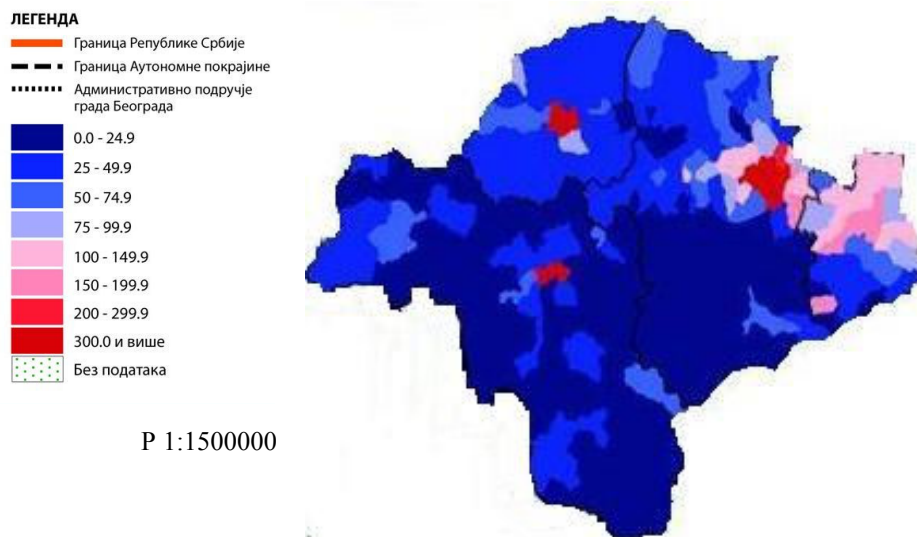 ЛЕГЕНДА
Граница Републике Србије
Граница Аутономне покрајине
Административно подручје
града Београда
0.0 - 24.9
25 - 49.9
50 - 74.9
75 - 99.9
100 - 149.9
150 - 199.9
200 - 299.9
300.0 и више
Без података
Р 1:1500000